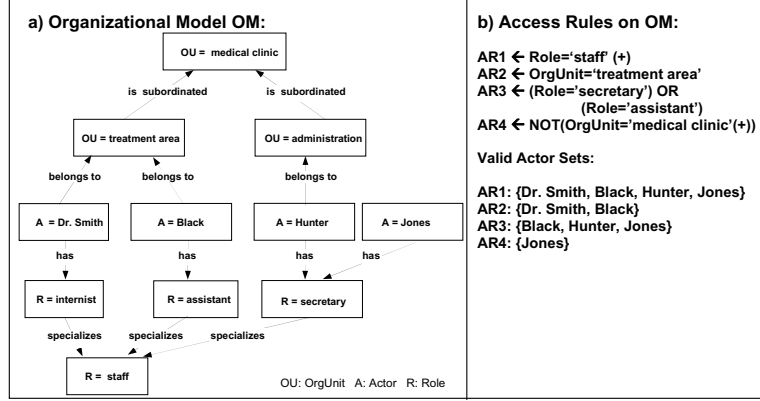 a) Organizational Model OM:
OU = medical clinic
is subordinated
is subordinated
OU = treatment area
OU = administration
belongs to
belongs to
belongs to
A = Dr. Smith
A = Black
A = Hunter
A = Jones
has
has
has
has
R = internist
R = assistant
R = secretary
specializes
specializes
specializes
R = staff
OU: OrgUnit A: Actor R: Role
b) Access Rules on OM:
AR1 ← Role=‘staff’ (+)
AR2 ← OrgUnit=‘treatment area’
AR3 ← (Role=‘secretary’) OR
(Role=‘assistant’)
AR4 ← NOT(OrgUnit=’medical clinic’(+))
Valid Actor Sets:
AR1: {Dr. Smith, Black, Hunter, Jones}
AR2: {Dr. Smith, Black}
AR3: {Black, Hunter, Jones}
AR4: {Jones}